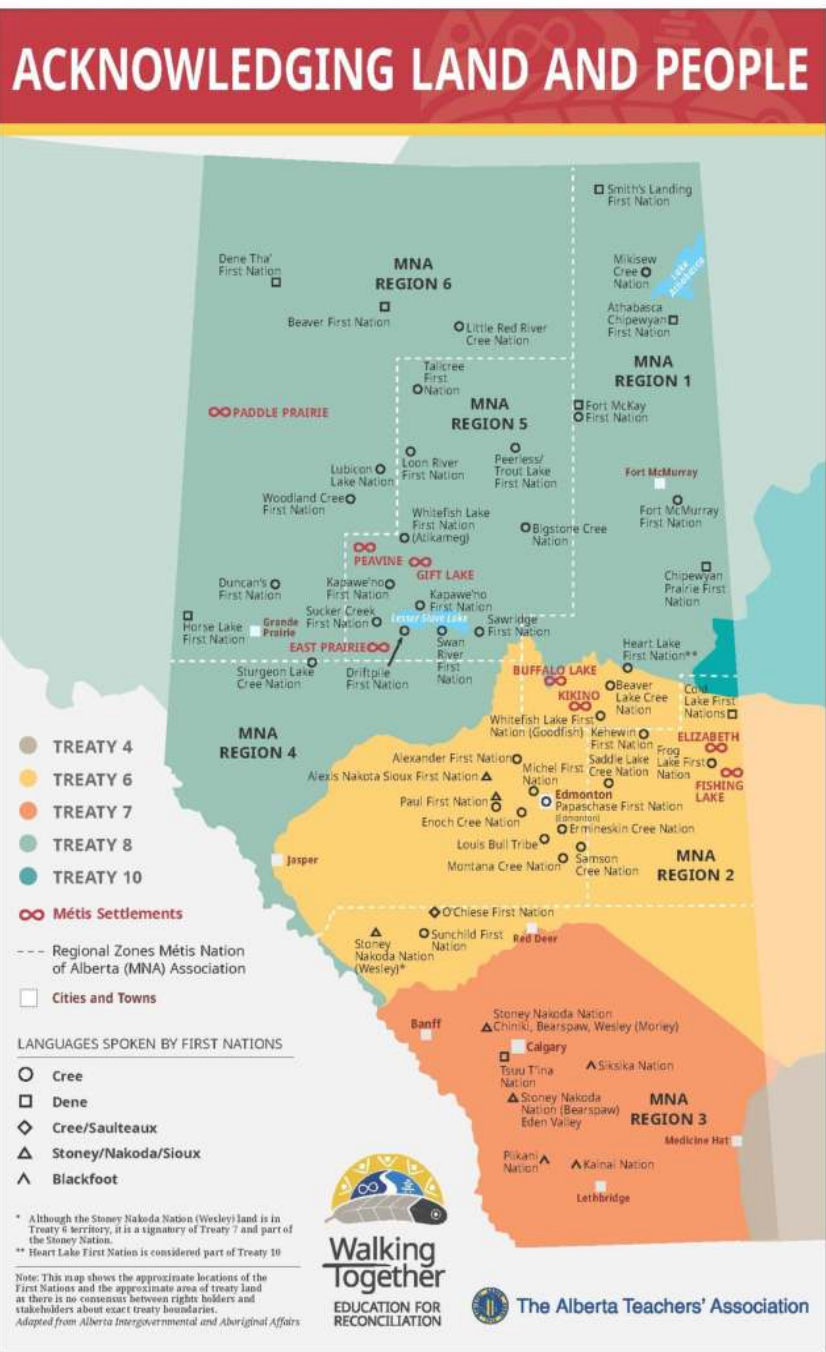 ACKNOWLEDGING LAND AND PEOPLE
Smith's Landing
First Nation
Dene Tha'
First Nation
MNA
REGION 6
Mikisew
Cree
Nation
Lake
Athabasca
Beaver First Nation
Little Red River
Cree Nation
Athabasca
Chipewyan
First Nation
MNA
REGION 1
Tallcree
First
Nation
PADDLE PRAIRIE
MNA
REGION 5
Fort McKay
First Nation
Lubicon
Lake Nation
Loon River
First Nation
Peerless/
Trout Lake
First Nation
Fort McMurray
Woodland Cree
First Nation
Whitefish Lake
First Nation
(Atikameg)
Bigstone Cree
Nation
Fort McMurray
First Nation
PEAVINE
GIFT LAKE
Chipewyan
Prairie First
Nation
Duncan's
First Nation
Kapawe'no
First Nation
Kapawe'no
First Nation
Horse Lake
First Nation
Grande
Prairie
Sucker Creek
First Nation
Lesser Slave Lake
Sawridge
First Nation
EAST PRAIRIE
Swan
River
First
Nation
Heart Lake
First Nation**
Sturgeon Lake
Cree Nation
Driftpile
First Nation
BUFFALO LAKE
KIKINO
Beaver
Lake Cree
Nation
Cold
Lake First
Nations
MNA
REGION 4
Whitefish Lake First
Nation (Goodfish)
Kehewin
First Nation
ELIZABETH
Frog
Lake First
Nation
Alexander First Nation
Michel First
Nation
Saddle Lake
Cree Nation
FISHING
LAKE
Alexis Nakota Sioux First Nation
Paul First Nation
Edmonton
Papaschase First Nation
(Edmonton)
Enoch Cree Nation
Ermineskin Cree Nation
Louis Bull Tribe
Montana Cree Nation
Samson
Cree Nation
MNA
REGION 2
Jasper
O'Chiese First Nation
Stoney
Nakoda Nation
(Wesley)*
Sunchild First
Nation
Red Deer
Banff
Stoney Nakoda Nation
Chiniki, Bearspaw, Wesley (Morley)
Calgary
Tsuu T'ina
Nation
Siksika Nation
Stoney Nakoda
Nation (Bearspaw)
Eden Valley
MNA
REGION 3
Medicine Hat
Piikani
Nation
Kainai Nation
Lethbridge
TREATY 4
TREATY 6
TREATY 7
TREATY 8
TREATY 10
Métis Settlements
Regional Zones Métis Nation
of Alberta (MNA) Association
Cities and Towns
LANGUAGES SPOKEN BY FIRST NATIONS
Cree
Dene
Cree/Saulteaux
Stoney/Nakoda/Sioux
Blackfoot
* Although the Stoney Nakoda Nation (Wesley) land is in
Treaty 6 territory, it is a signatory of Treaty 7 and part of
the Stoney Nation.
** Heart Lake First Nation is considered part of Treaty 10
Note: This map shows the approximate locations of the
First Nations and the approximate area of treaty land
as there is no consensus between rights holders and
stakeholders about exact treaty boundaries.
Adapted from Alberta Intergovernmental and Aboriginal Affairs
Walking
Together
EDUCATION FOR
RECONCILIATION
The Alberta Teachers' Association